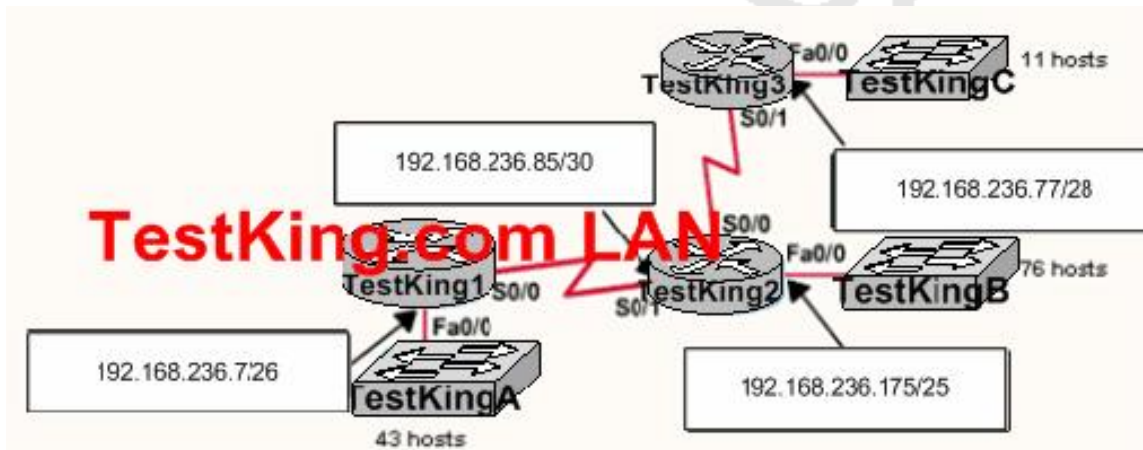 Fa0/0
11 hosts
TestKing3
TestKingC
S0/1
192.168.236.85/30
192.168.236.77/28
TestKing.com LAN
S0/0
Fa0/0
76 hosts
TestKing1
S0/0
S0/1
TestKing2
TestKingB
Fa0/0
192.168.236.7/26
192.168.236.175/25
TestKingA
43 hosts